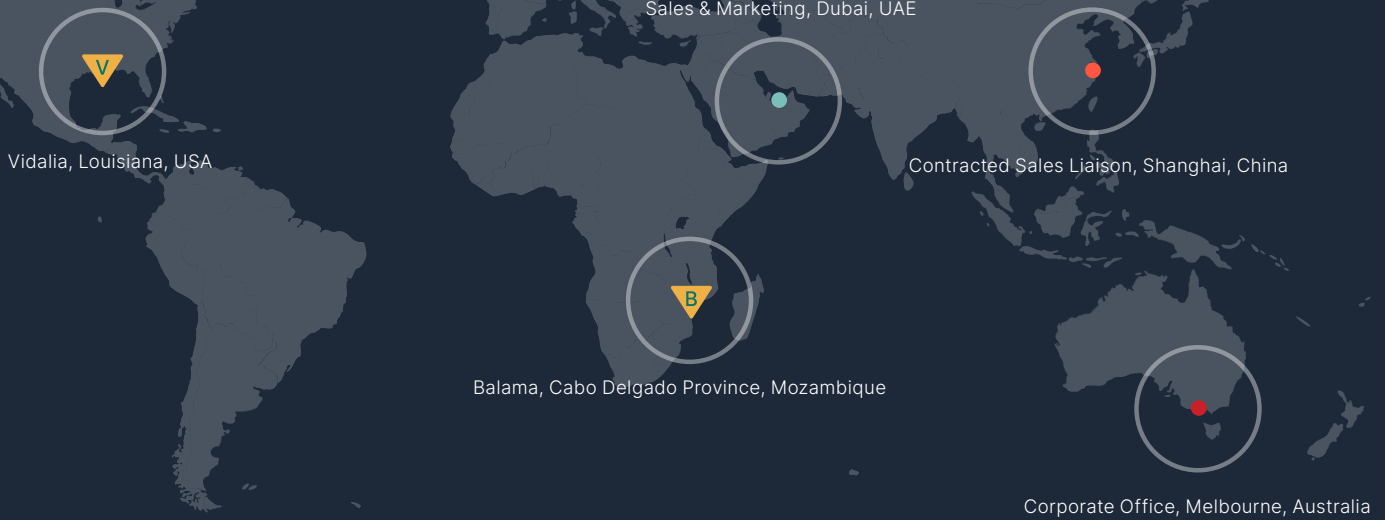 Sales & Marketing, Dubai, UAE
V
Vidalia, Louisiana, USA
Contracted Sales Liaison, Shanghai, China
B
Balama, Cabo Delgado Province, Mozambique
Corporate Office, Melbourne, Australia